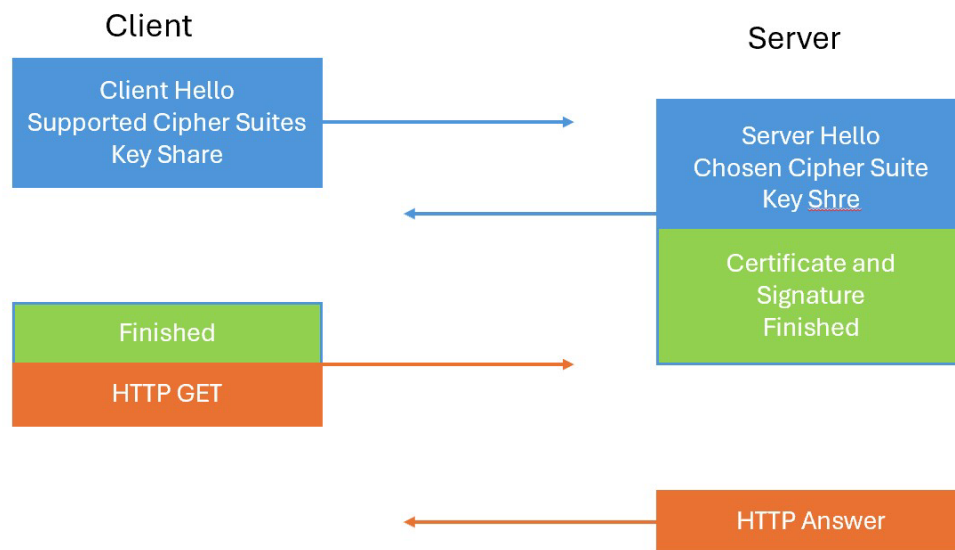 Client
Server
Client Hello
Supported Cipher Suites
Key Share
Server Hello
Chosen Cipher Suite
Key Shre
Certificate and
Signature
Finished
Finished
HTTP GET
HTTP Answer